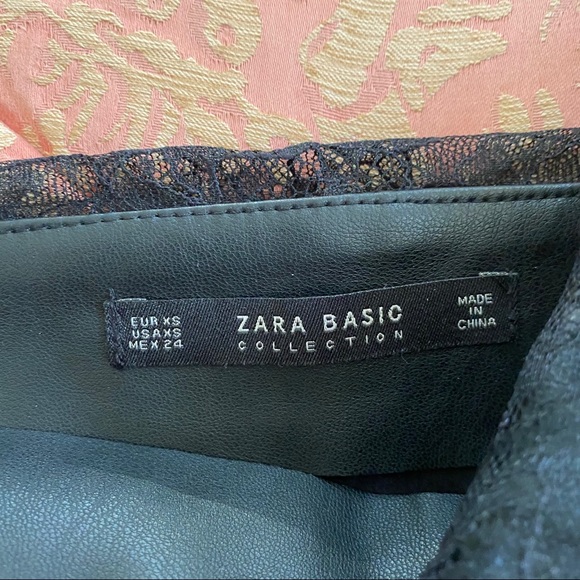 EUR XS
USA XS
MEX 24
ZARA BASIC
COLLECTION
MADE
IN
CHINA